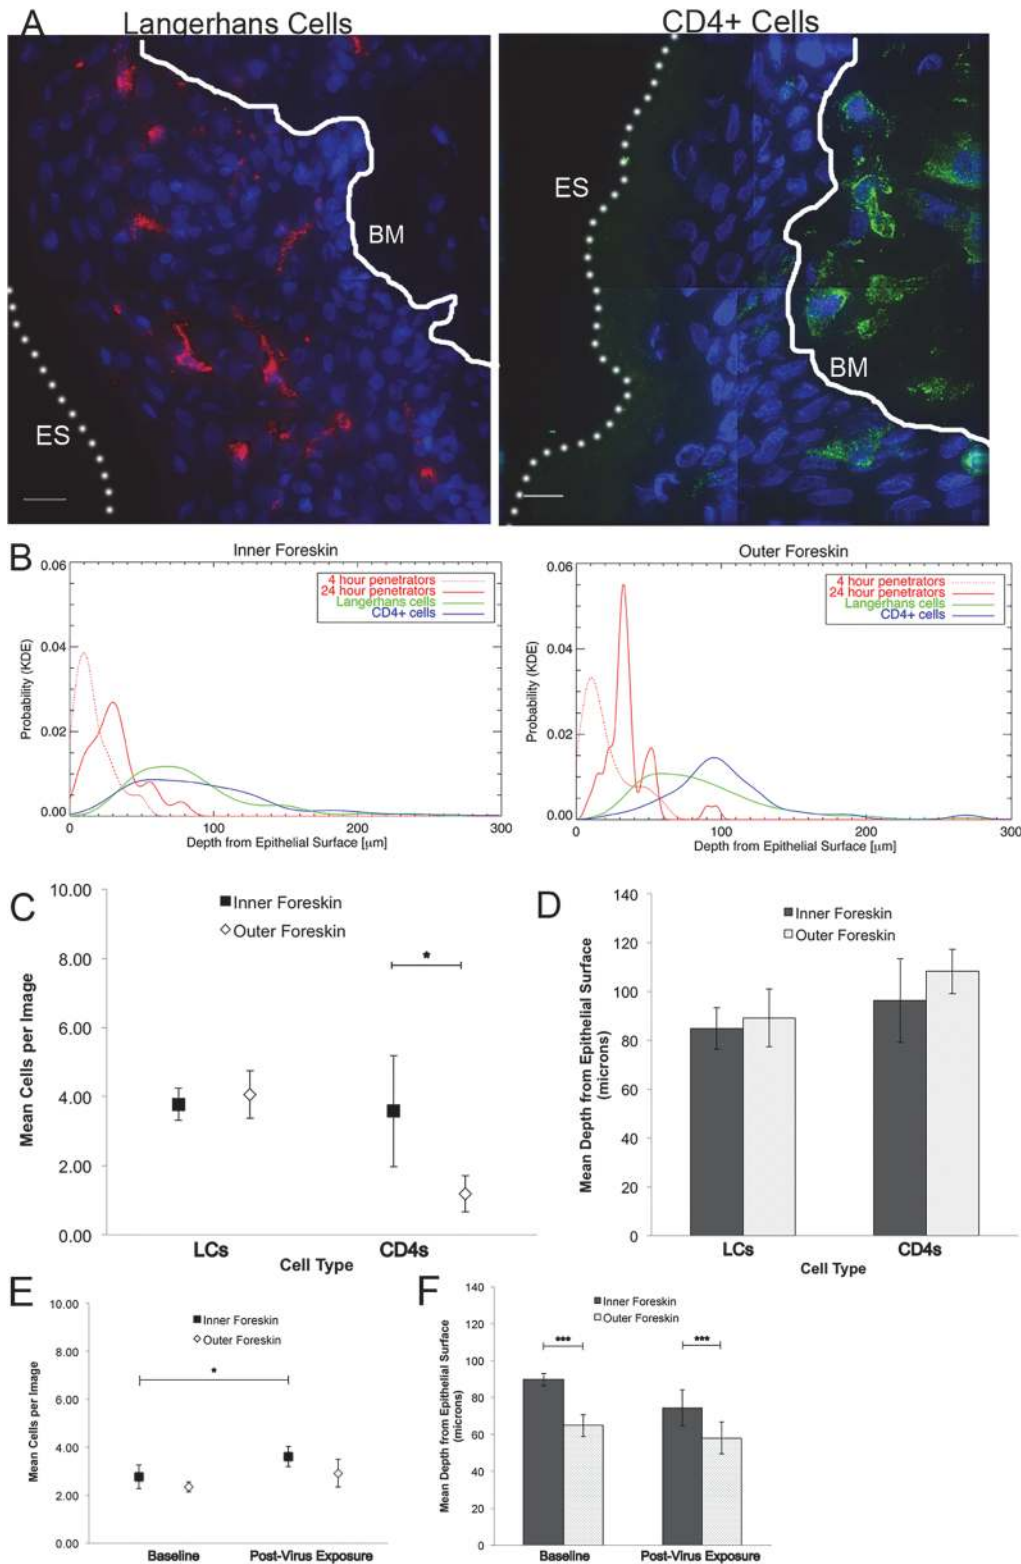 A
Langerhans Cells
CD4+ Cells
ES
BM
ES
BM
B
Inner Foreskin
0.06
0.04
0.02
0.00
Probability (KDE)
4 hour penetrators
24 hour penetrators
Langerhans cells
CD4+ cells
0
100
200
300
Depth from Epithelial Surface [µm]
Outer Foreskin
0.06
0.04
0.02
0.00
Probability (KDE)
4 hour penetrators
24 hour penetrators
Langerhans cells
CD4+ cells
0
100
200
300
Depth from Epithelial Surface [µm]
C
10.00
8.00
6.00
4.00
2.00
0.00
Mean Cells per Image
Inner Foreskin
Outer Foreskin
*
LCs
CD4s
Cell Type
D
140
120
100
80
60
40
20
0
Mean Depth from Epithelial Surface
(microns)
Inner Foreskin
Outer Foreskin
LCs
CD4s
Cell Type
E
10.00
8.00
6.00
4.00
2.00
0.00
Mean Cells per Image
Inner Foreskin
Outer Foreskin
*
Baseline
Post-Virus Exposure
F
140
120
100
80
60
40
20
0
Mean Depth from Epithelial Surface
(microns)
Inner Foreskin
Outer Foreskin
***
***
Baseline
Post-Virus Exposure